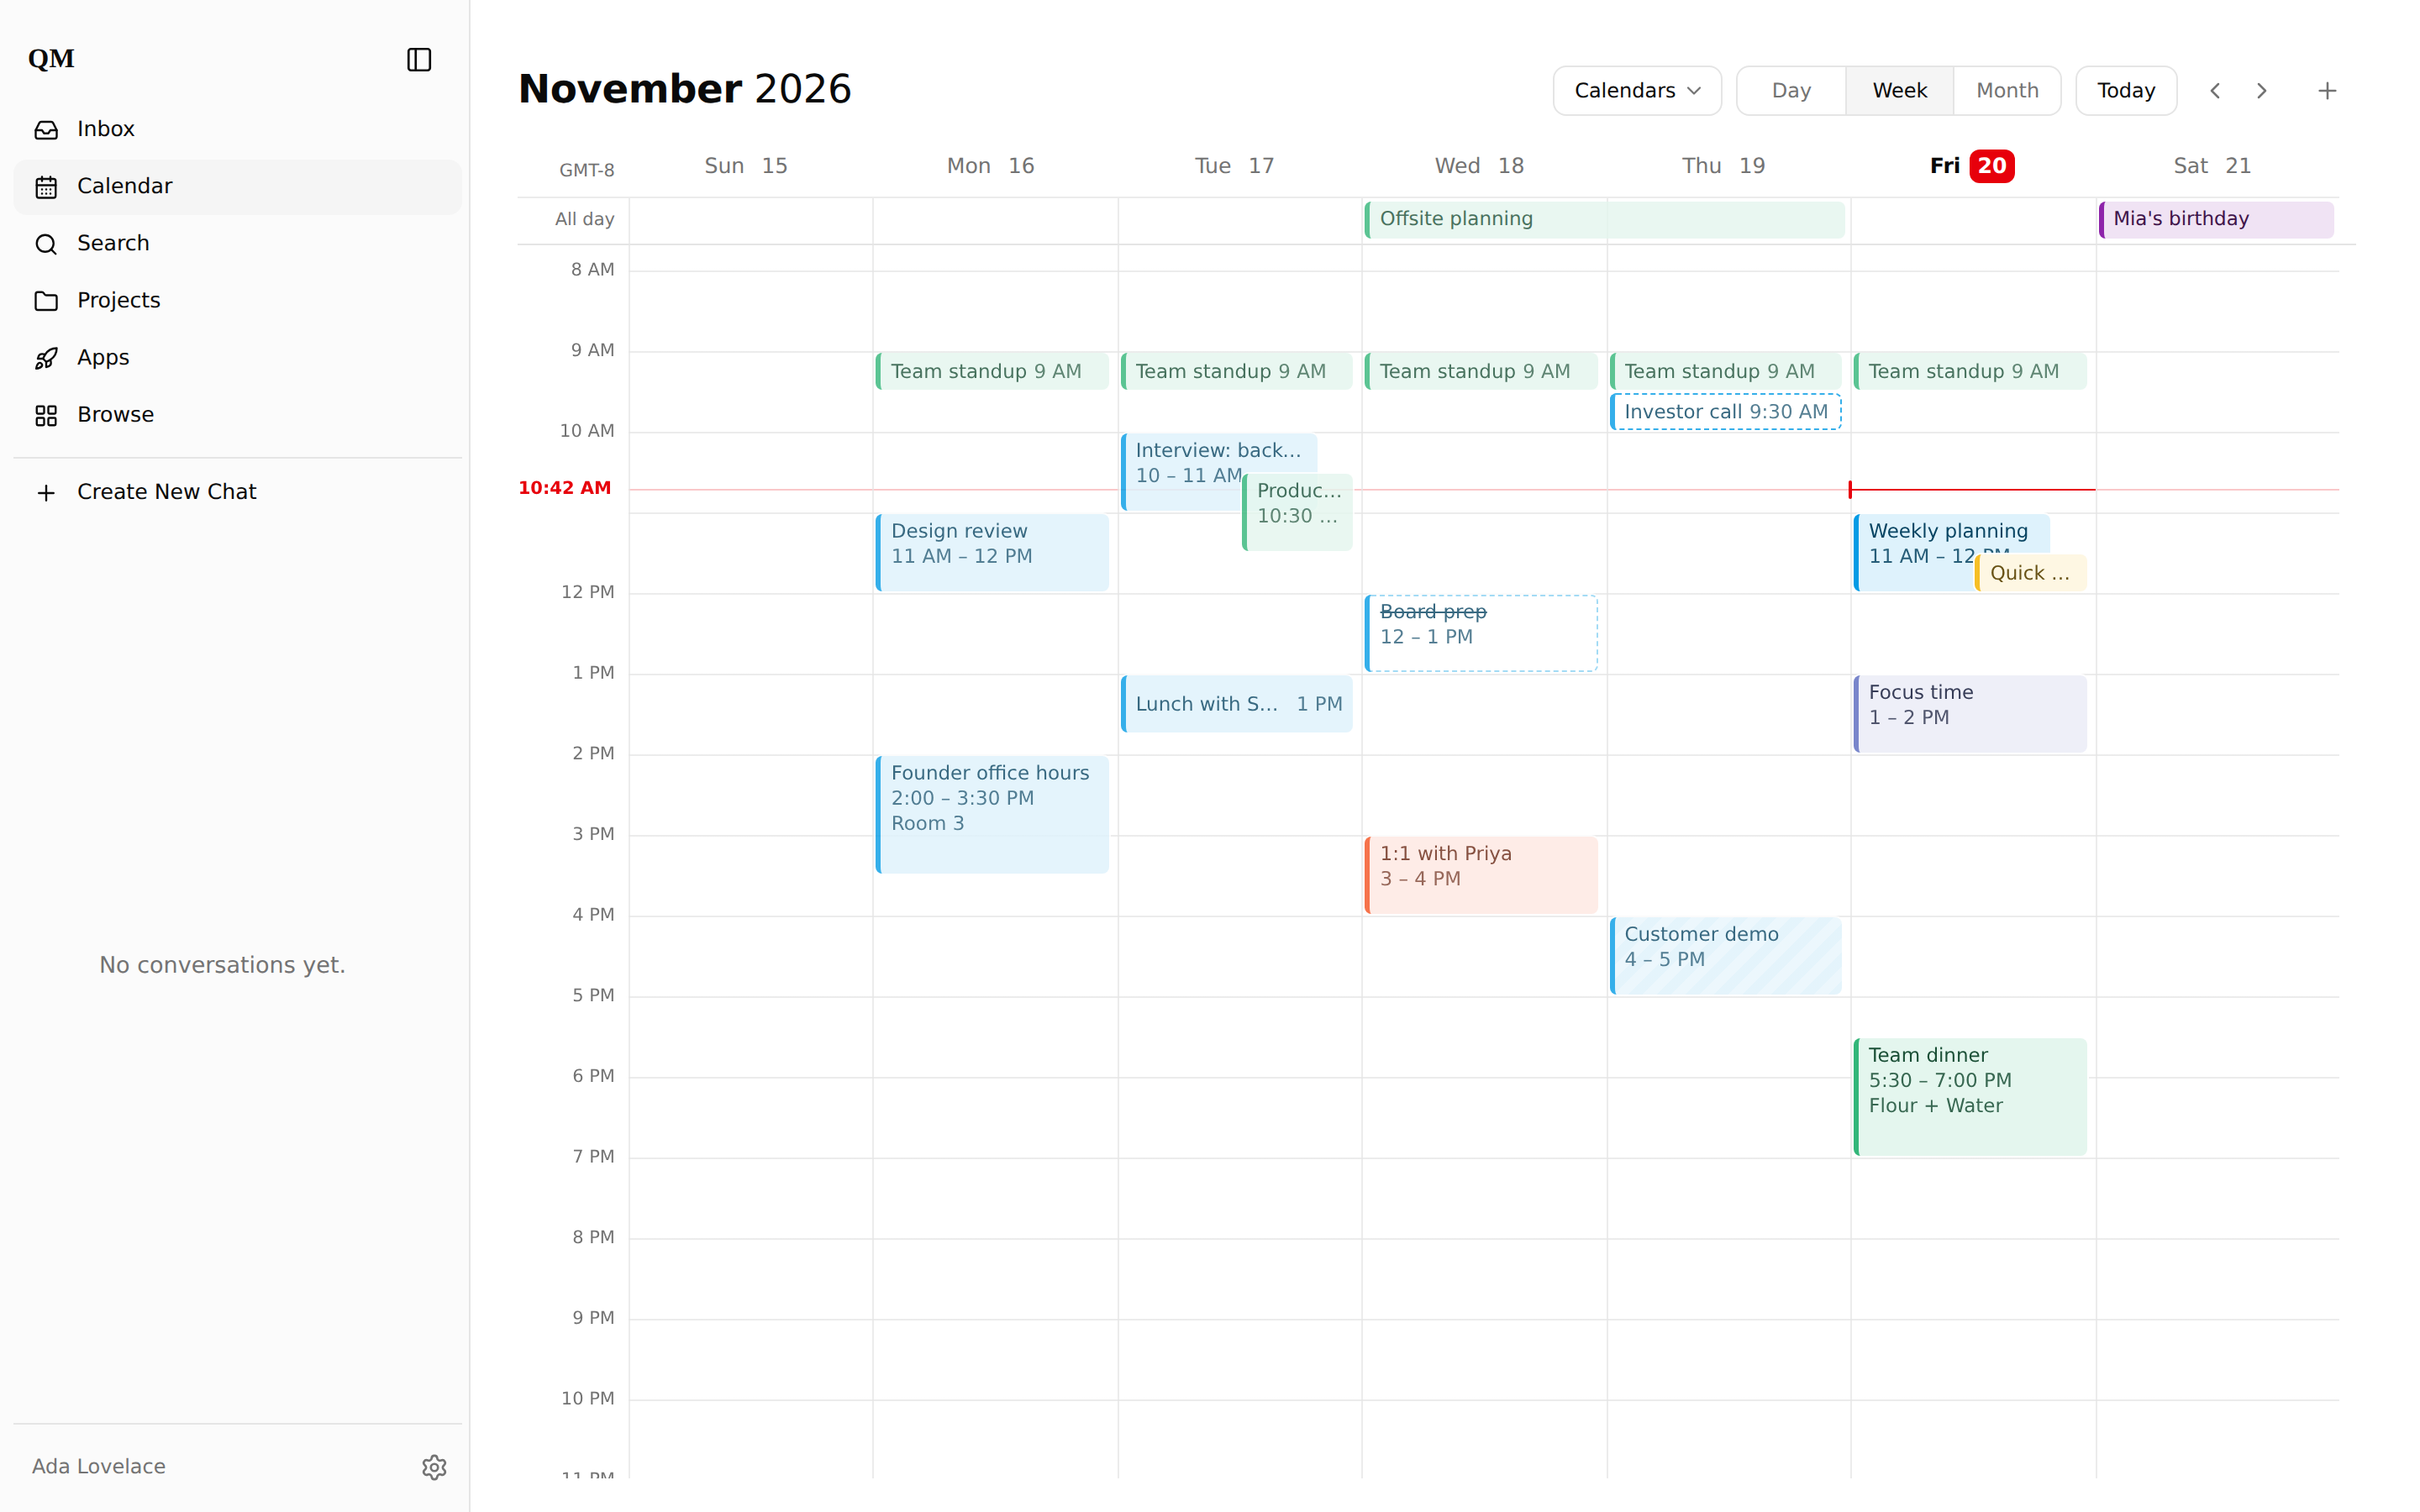 QM
Inbox
Calendar
Search
Projects
Apps
Browse
Create New Chat
No conversations yet.
Ada Lovelace
November 2026
Calendars
Day
Week
Month
Today
GMT-8
Sun 15
Mon 16
Tue 17
Wed 18
Thu 19
Fri 20
Sat 21
All day
Offsite planning
Mia's birthday
8 AM
9 AM
10 AM
10:42 AM
12 PM
1 PM
2 PM
3 PM
4 PM
5 PM
6 PM
7 PM
8 PM
9 PM
10 PM
11 PM
Team standup 9 AM
Design review
11 AM – 12 PM
Founder office hours
2:00 – 3:30 PM
Room 3
Team standup 9 AM
Interview: back…
10 – 11 AM
Produc…
10:30 …
Lunch with S… 1 PM
Team standup 9 AM
Board prep
12 – 1 PM
1:1 with Priya
3 – 4 PM
Team standup 9 AM
Investor call 9:30 AM
Customer demo
4 – 5 PM
Team standup 9 AM
Weekly planning
11 AM – 12 PM
Quick …
Focus time
1 – 2 PM
Team dinner
5:30 – 7:00 PM
Flour + Water